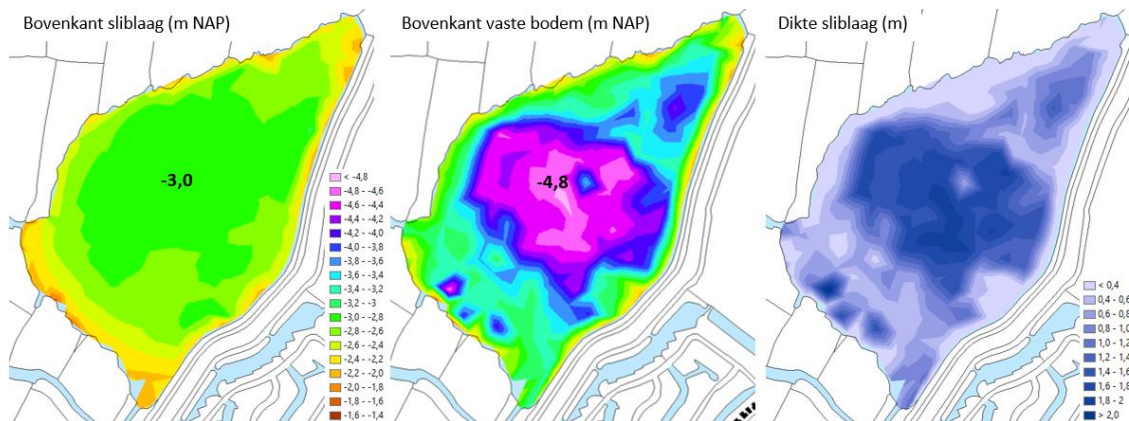 Bovenkant sliblaag (m NAP)
Bovenkant vaste bodem (m NAP)
Dikte sliblaag (m)
-3,0
-4,8
< -4,8
-4,8 - -4,6
-4,6 - -4,4
-4,4 - -4,2
-4,2 - -4,0
-4,0 - -3,8
-3,8 - -3,6
-3,6 - -3,4
-3,4 - -3,2
-3,2 - -3
-3,0 - -2,8
-2,8 - -2,6
-2,6 - -2,4
-2,4 - -2,2
-2,2 - -2,0
-2,0 - -1,8
-1,8 - -1,6
-1,6 - -1,4
< 0,4
0,4 - 0,6
0,6 - 0,8
0,8 - 1,0
1,0 - 1,2
1,2 - 1,4
1,4 - 1,6
1,6 - 1,8
1,8 - 2
> 2,0